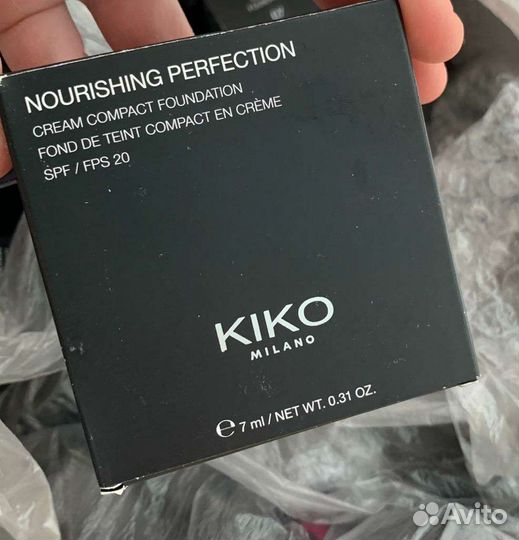 NOURISHING PERFECTION
CREAM COMPACT FOUNDATION
FOND DE TEINT COMPACT EN CRÈME
SPF / FPS 20
KIKO
MILANO
℮ 7 ml / NET WT. 0.31 OZ.
Avito